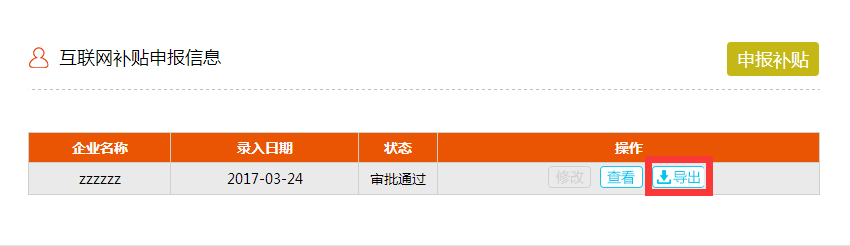 互联网补贴申报信息 申报补贴
企业名称 录入日期 状态 操作
zzzzzz 2017-03-24 审批通过 修改 查看 导出